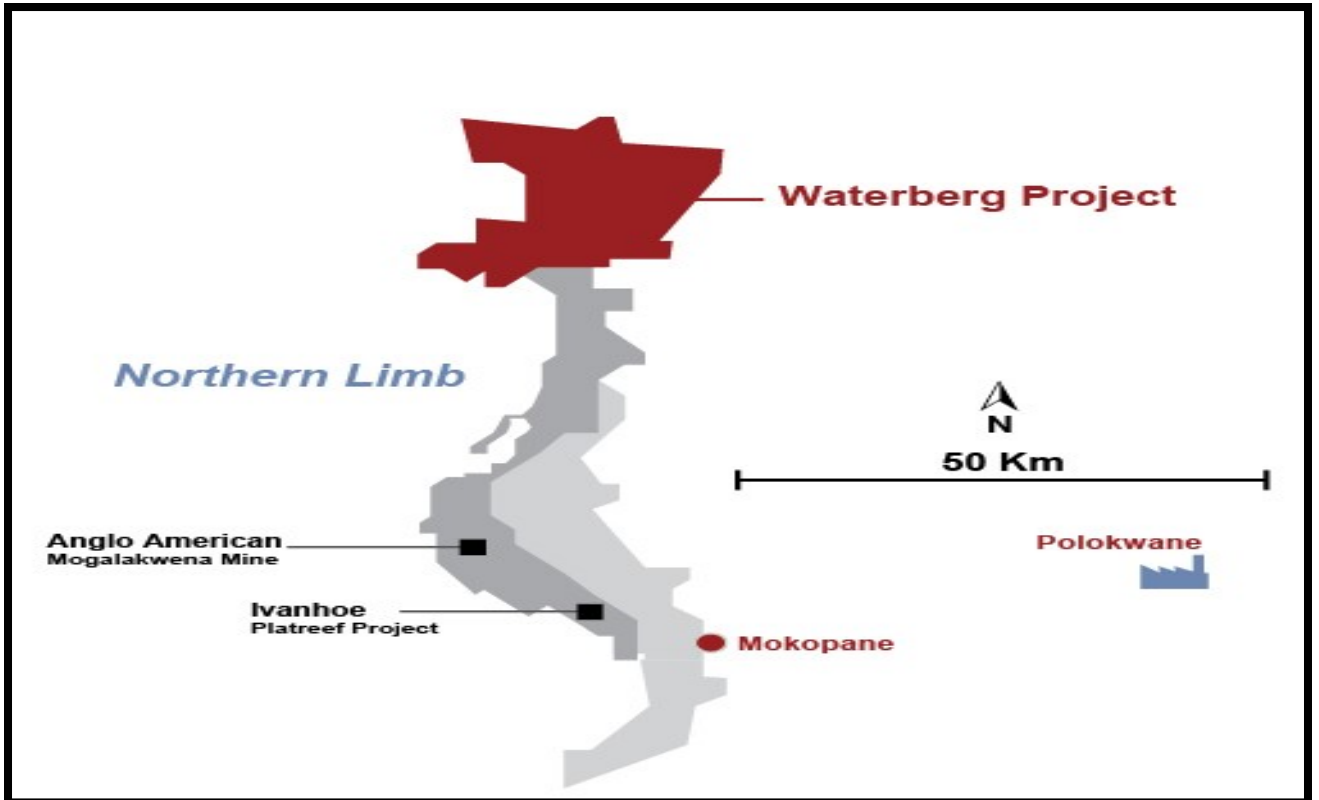 Waterberg Project
Northern Limb
N
50 Km
Anglo American
Mogalakwena Mine
Polokwane
Ivanhoe
Platreef Project
Mokopane